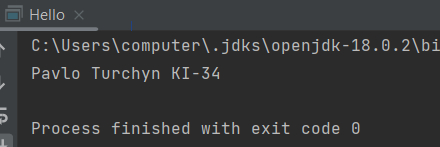 Hello
C:\Users\computer\.jdks\openjdk-18.0.2\bi
Pavlo Turchyn KI-34
Process finished with exit code 0